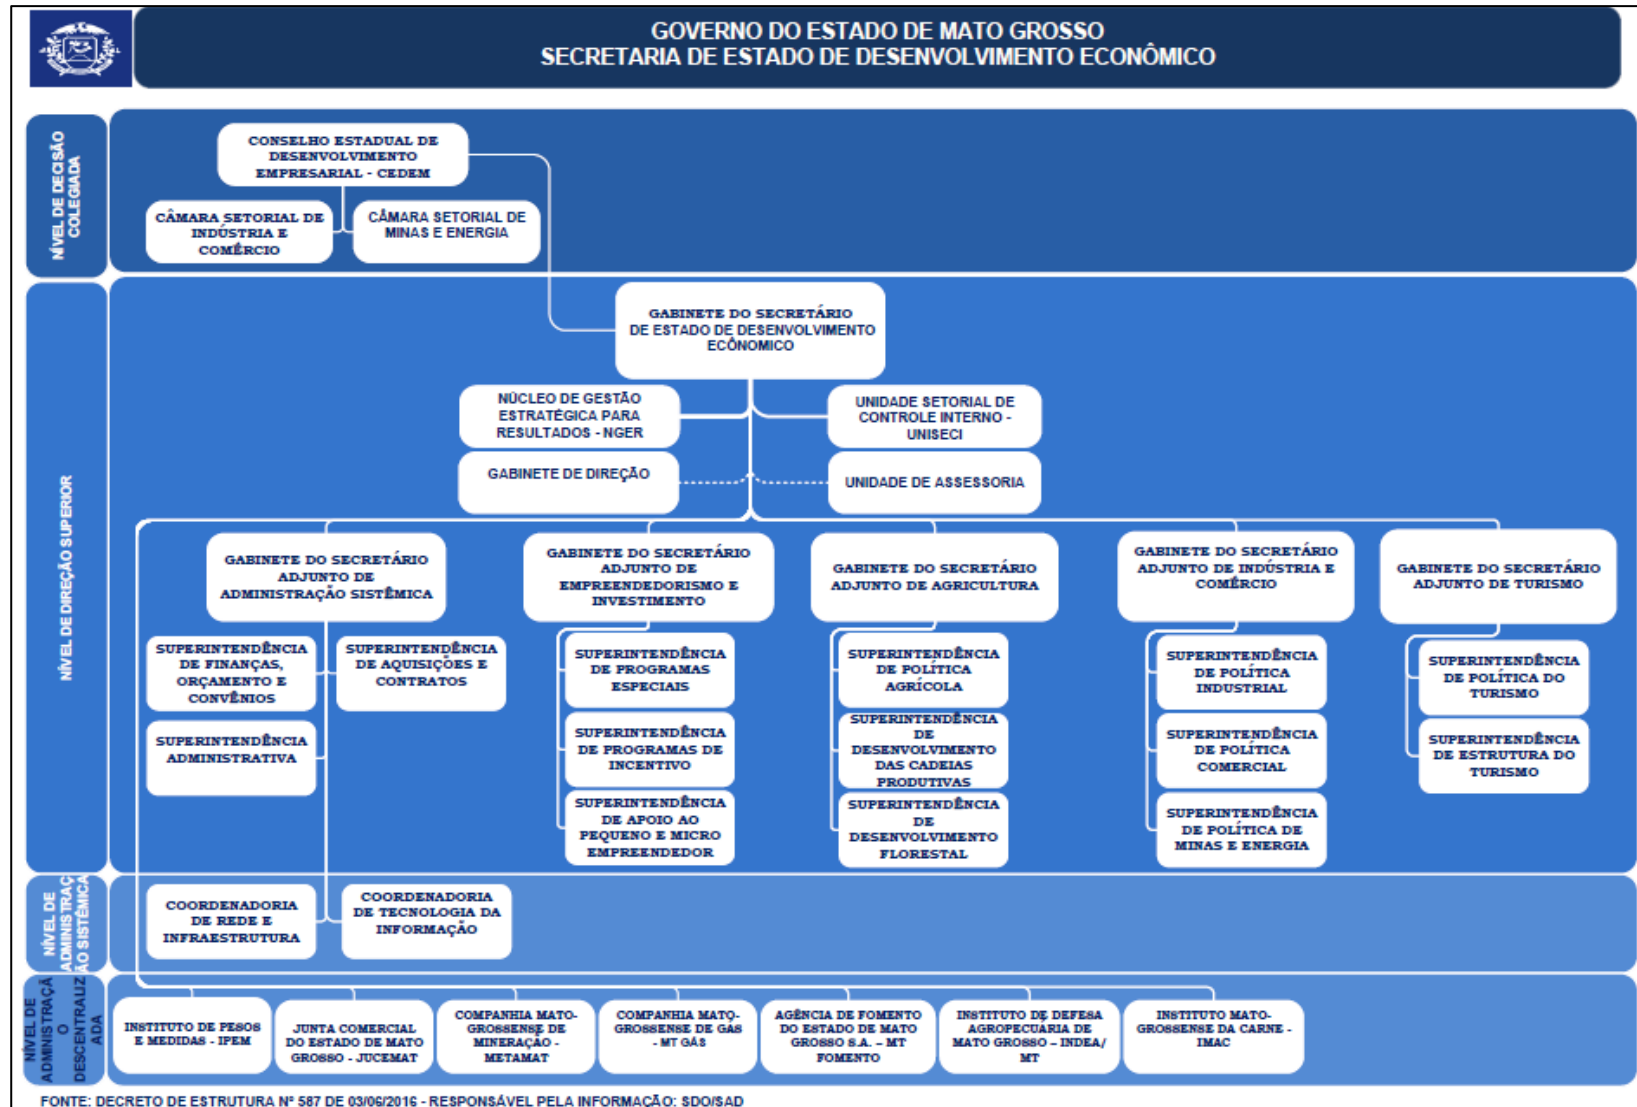 GOVERNO DO ESTADO DE MATO GROSSO
SECRETARIA DE ESTADO DE DESENVOLVIMENTO ECONÔMICO
NÍVEL DE DECISÃO
COLEGIADA
CONSELHO ESTADUAL DE
DESENVOLVIMENTO
EMPRESARIAL - CEDEM
CÂMARA SETORIAL DE
INDÚSTRIA E
COMÉRCIO
CÂMARA SETORIAL DE
MINAS E ENERGIA
NÍVEL DE DIREÇÃO SUPERIOR
GABINETE DO SECRETÁRIO
DE ESTADO DE DESENVOLVIMENTO
ECÔNOMICO
NÚCLEO DE GESTÃO
ESTRATÉGICA PARA
RESULTADOS - NGER
UNIDADE SETORIAL DE
CONTROLE INTERNO -
UNISECI
GABINETE DE DIREÇÃO
UNIDADE DE ASSESSORIA
GABINETE DO SECRETÁRIO
ADJUNTO DE
ADMINISTRAÇÃO SISTÊMICA
GABINETE DO SECRETÁRIO
ADJUNTO DE
EMPREENDEDORISMO E
INVESTIMENTO
GABINETE DO SECRETÁRIO
ADJUNTO DE AGRICULTURA
GABINETE DO SECRETÁRIO
ADJUNTO DE INDÚSTRIA E
COMÉRCIO
GABINETE DO SECRETÁRIO
ADJUNTO DE TURISMO
SUPERINTENDÊNCIA
DE FINANÇAS,
ORÇAMENTO E
CONVÊNIOS
SUPERINTENDÊNCIA
DE AQUISIÇÕES E
CONTRATOS
SUPERINTENDÊNCIA
ADMINISTRATIVA
SUPERINTENDÊNCIA
DE PROGRAMAS
ESPECIAIS
SUPERINTENDÊNCIA
DE PROGRAMAS DE
INCENTIVO
SUPERINTENDÊNCIA
DE APOIO AO
PEQUENO E MICRO
EMPREENDEDOR
SUPERINTENDÊNCIA
DE POLÍTICA
AGRÍCOLA
SUPERINTENDÊNCIA
DE
DESENVOLVIMENTO
DAS CADEIAS
PRODUTIVAS
SUPERINTENDÊNCIA
DE
DESENVOLVIMENTO
FLORESTAL
SUPERINTENDÊNCIA
DE POLÍTICA
INDUSTRIAL
SUPERINTENDÊNCIA
DE POLÍTICA
COMERCIAL
SUPERINTENDÊNCIA
DE POLÍTICA DE
MINAS E ENERGIA
SUPERINTENDÊNCIA
DE POLÍTICA DO
TURISMO
SUPERINTENDÊNCIA
DE ESTRUTURA DO
TURISMO
NÍVEL DE
ADMINISTRAÇ
ÃO SISTÊMICA
COORDENADORIA
DE REDE E
INFRAESTRUTURA
COORDENADORIA
DE TECNOLOGIA DA
INFORMAÇÃO
NÍVEL DE
ADMINISTRAÇÃ
O
DESCENTRALIZ
ADA
INSTITUTO DE PESOS
E MEDIDAS - IPEM
JUNTA COMERCIAL
DO ESTADO DE MATO
GROSSO - JUCEMAT
COMPANHIA MATO-
GROSSENSE DE
MINERAÇÃO -
METAMAT
COMPANHIA MATO-
GROSSENSE DE GÁS
- MT GÁS
AGÊNCIA DE FOMENTO
DO ESTADO DE MATO
GROSSO S.A. – MT
FOMENTO
INSTITUTO DE DEFESA
AGROPECUÁRIA DE
MATO GROSSO – INDEA/
MT
INSTITUTO MATO-
GROSSENSE DA CARNE -
IMAC
FONTE: DECRETO DE ESTRUTURA Nº 587 DE 03/06/2016 - RESPONSÁVEL PELA INFORMAÇÃO: SDO/SAD